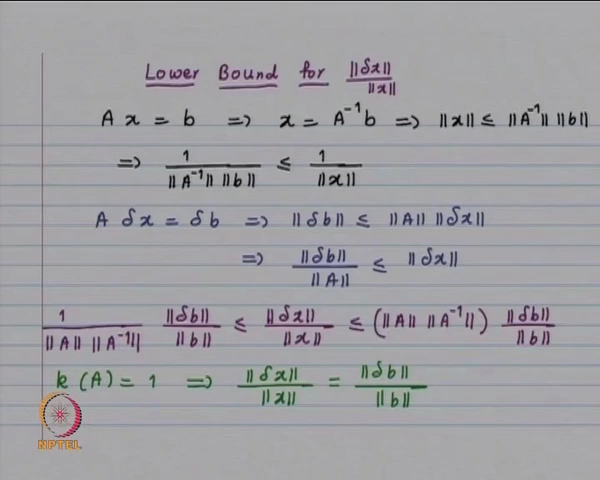 Lower Bound for ||δx|| / ||x||
A x = b ⇒ x = A⁻¹b ⇒ ||x|| ≤ ||A⁻¹|| ||b||
⇒ 1 / ||A⁻¹|| ||b|| ≤ 1 / ||x||
A δx = δb ⇒ ||δb|| ≤ ||A|| ||δx||
⇒ ||δb|| / ||A|| ≤ ||δx||
1 / ||A|| ||A⁻¹|| ||δb|| / ||b|| ≤ ||δx|| / ||x|| ≤ (||A|| ||A⁻¹||) ||δb|| / ||b||
k (A) = 1 ⇒ ||δx|| / ||x|| = ||δb|| / ||b||
NPTEL